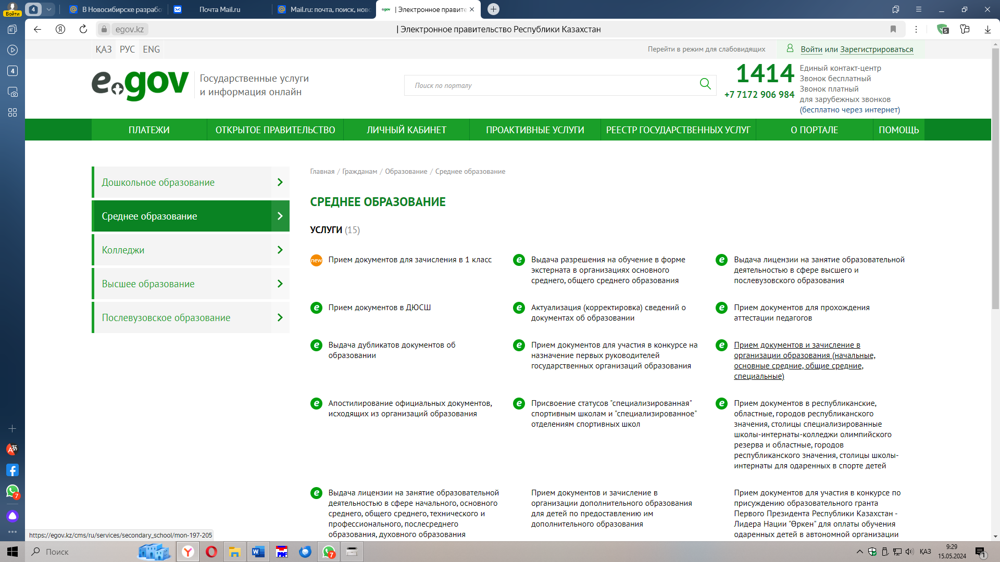 Войти
4
В Новосибирске разрабо
Почта Mail.ru
Mail.ru: почта, поиск, нов
egov
| Электронное правите
egov.kz
| Электронное правительство Республики Казахстан
5
4
ҚАЗ РУС ENG
Перейти в режим для слабовидящих
Войти или Зарегистрироваться
e.gov
Государственные услуги
и информация онлайн
Поиск по порталу
1414
+7 7172 906 984
Единый контакт-центр
Звонок бесплатный
Звонок платный
для зарубежных звонков
(бесплатно через интернет)
ПЛАТЕЖИ ОТКРЫТОЕ ПРАВИТЕЛЬСТВО ЛИЧНЫЙ КАБИНЕТ ПРОАКТИВНЫЕ УСЛУГИ РЕЕСТР ГОСУДАРСТВЕННЫХ УСЛУГ О ПОРТАЛЕ ПОМОЩЬ
Дошкольное образование
Среднее образование
Колледжи
Высшее образование
Послевузовское образование
Главная / Гражданам / Образование / Среднее образование
СРЕДНЕЕ ОБРАЗОВАНИЕ
УСЛУГИ (15)
new
Прием документов для зачисления в 1 класс
Выдача разрешения на обучение в форме
экстерната в организациях основного
среднего, общего среднего образования
Выдача лицензии на занятие образовательной
деятельностью в сфере высшего и
послевузовского образования
Прием документов в ДЮСШ
Актуализация (корректировка) сведений о
документах об образовании
Прием документов для прохождения
аттестации педагогов
Выдача дубликатов документов об
образовании
Прием документов для участия в конкурсе на
назначение первых руководителей
государственных организаций образования
Прием документов и зачисление в
организации образования (начальные,
основные средние, общие средние,
специальные)
Апостилирование официальных документов,
исходящих из организаций образования
Присвоение статусов "специализированная"
спортивным школам и "специализированное"
отделениям спортивных школ
Прием документов в республиканские,
областные, городов республиканского
значения, столицы специализированные
школы-интернаты-колледжи олимпийского
резерва и областные, городов
республиканского значения, столицы школы-
интернаты для одаренных в спорте детей
Выдача лицензии на занятие образовательной
деятельностью в сфере начального, основного
среднего, общего среднего, технического и
профессионального, послесреднего
образования, духовного образования
Прием документов и зачисление в
организации дополнительного образования
для детей по предоставлению им
дополнительного образования
Прием документов для участия в конкурсе по
присуждению образовательного гранта
Первого Президента Республики Казахстан -
Лидера Нации "Өркен" для оплаты обучения
одаренных детей в автономной организации
7
https://egov.kz/cms/ru/services/secondary_school/mon-197-205
Поиск
7
ҚАЗ
9:29
15.05.2024
1